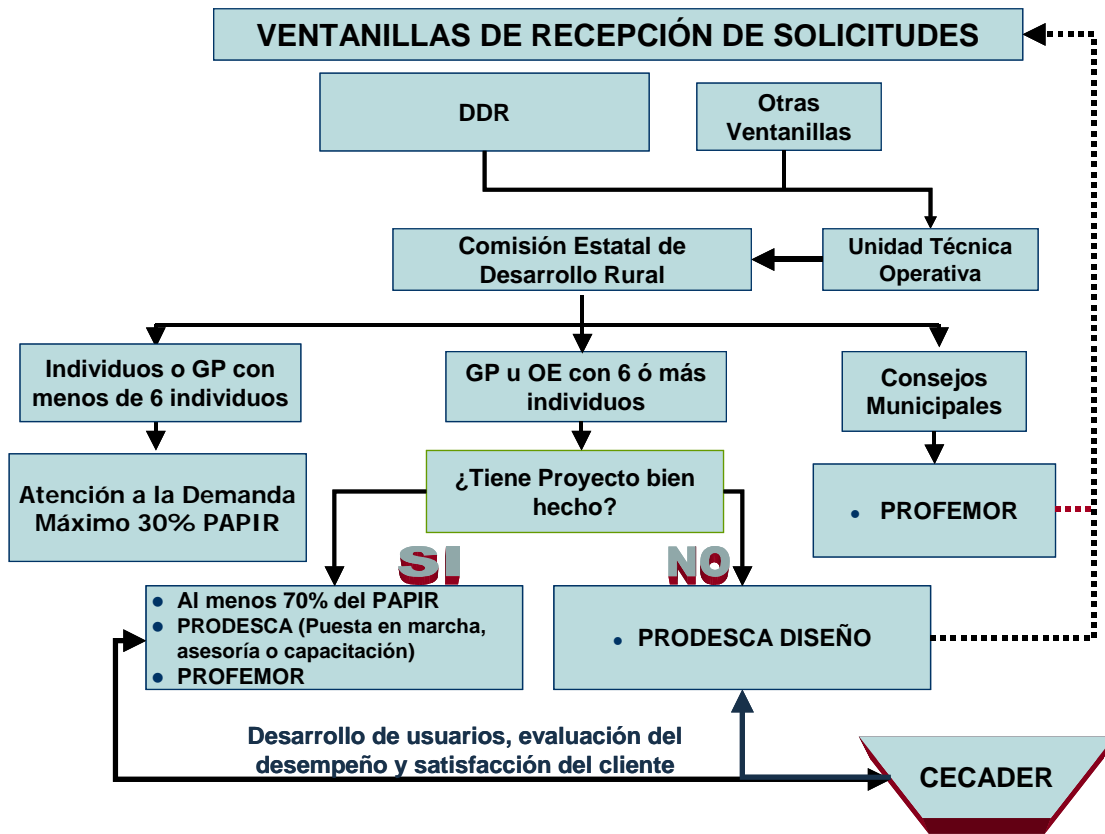 VENTANILLAS DE RECEPCIÓN DE SOLICITUDES
DDR
Otras
Ventanillas
Comisión Estatal de
Desarrollo Rural
Unidad Técnica
Operativa
Individuos o GP con
menos de 6 individuos
GP u OE con 6 ó más
individuos
Consejos
Municipales
Atención a la Demanda
Máximo 30% PAPIR
¿Tiene Proyecto bien
hecho?
• PROFEMOR
SI
NO
• Al menos 70% del PAPIR
• PRODESCA (Puesta en marcha,
asesoría o capacitación)
• PROFEMOR
• PRODESCA DISEÑO
Desarrollo de usuarios, evaluación del
desempeño y satisfacción del cliente
CECADER